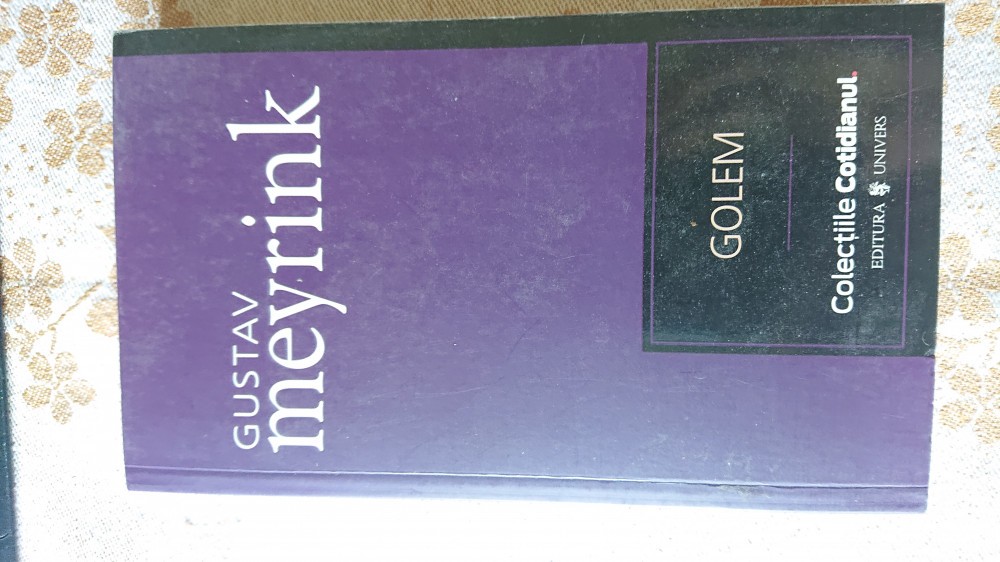 GUSTAV
meyrink
GOLEM
Colecțiile Cotidianul.
EDITURA UNIVERS